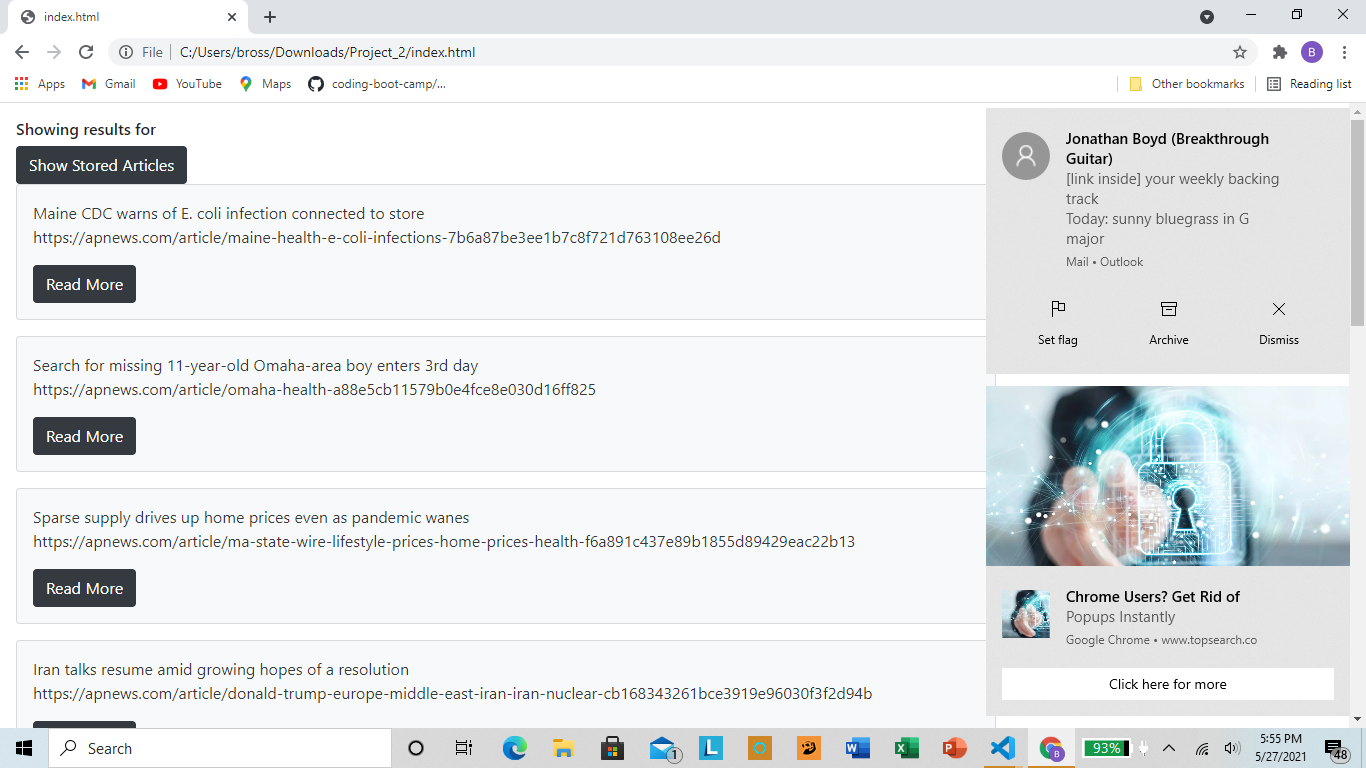 index.html
File
C:/Users/bross/Downloads/Project_2/index.html
B
Apps
Gmail
YouTube
Maps
coding-boot-camp/...
Other bookmarks
Reading list
Showing results for
Show Stored Articles
Maine CDC warns of E. coli infection connected to store
https://apnews.com/article/maine-health-e-coli-infections-7b6a87be3ee1b7c8f721d763108ee26d
Read More
Search for missing 11-year-old Omaha-area boy enters 3rd day
https://apnews.com/article/omaha-health-a88e5cb11579b0e4fce8e030d16ff825
Read More
Sparse supply drives up home prices even as pandemic wanes
https://apnews.com/article/ma-state-wire-lifestyle-prices-home-prices-health-f6a891c437e89b1855d89429eac22b13
Read More
Iran talks resume amid growing hopes of a resolution
https://apnews.com/article/donald-trump-europe-middle-east-iran-iran-nuclear-cb168343261bce3919e96030f3f2d94b
Jonathan Boyd (Breakthrough
Guitar)
[link inside] your weekly backing
track
Today: sunny bluegrass in G
major
Mail • Outlook
Set flag
Archive
Dismiss
Chrome Users? Get Rid of
Popups Instantly
Google Chrome • www.topsearch.co
Click here for more
Search
1
L
W
X
P
B
93%
5:55 PM
5/27/2021
48